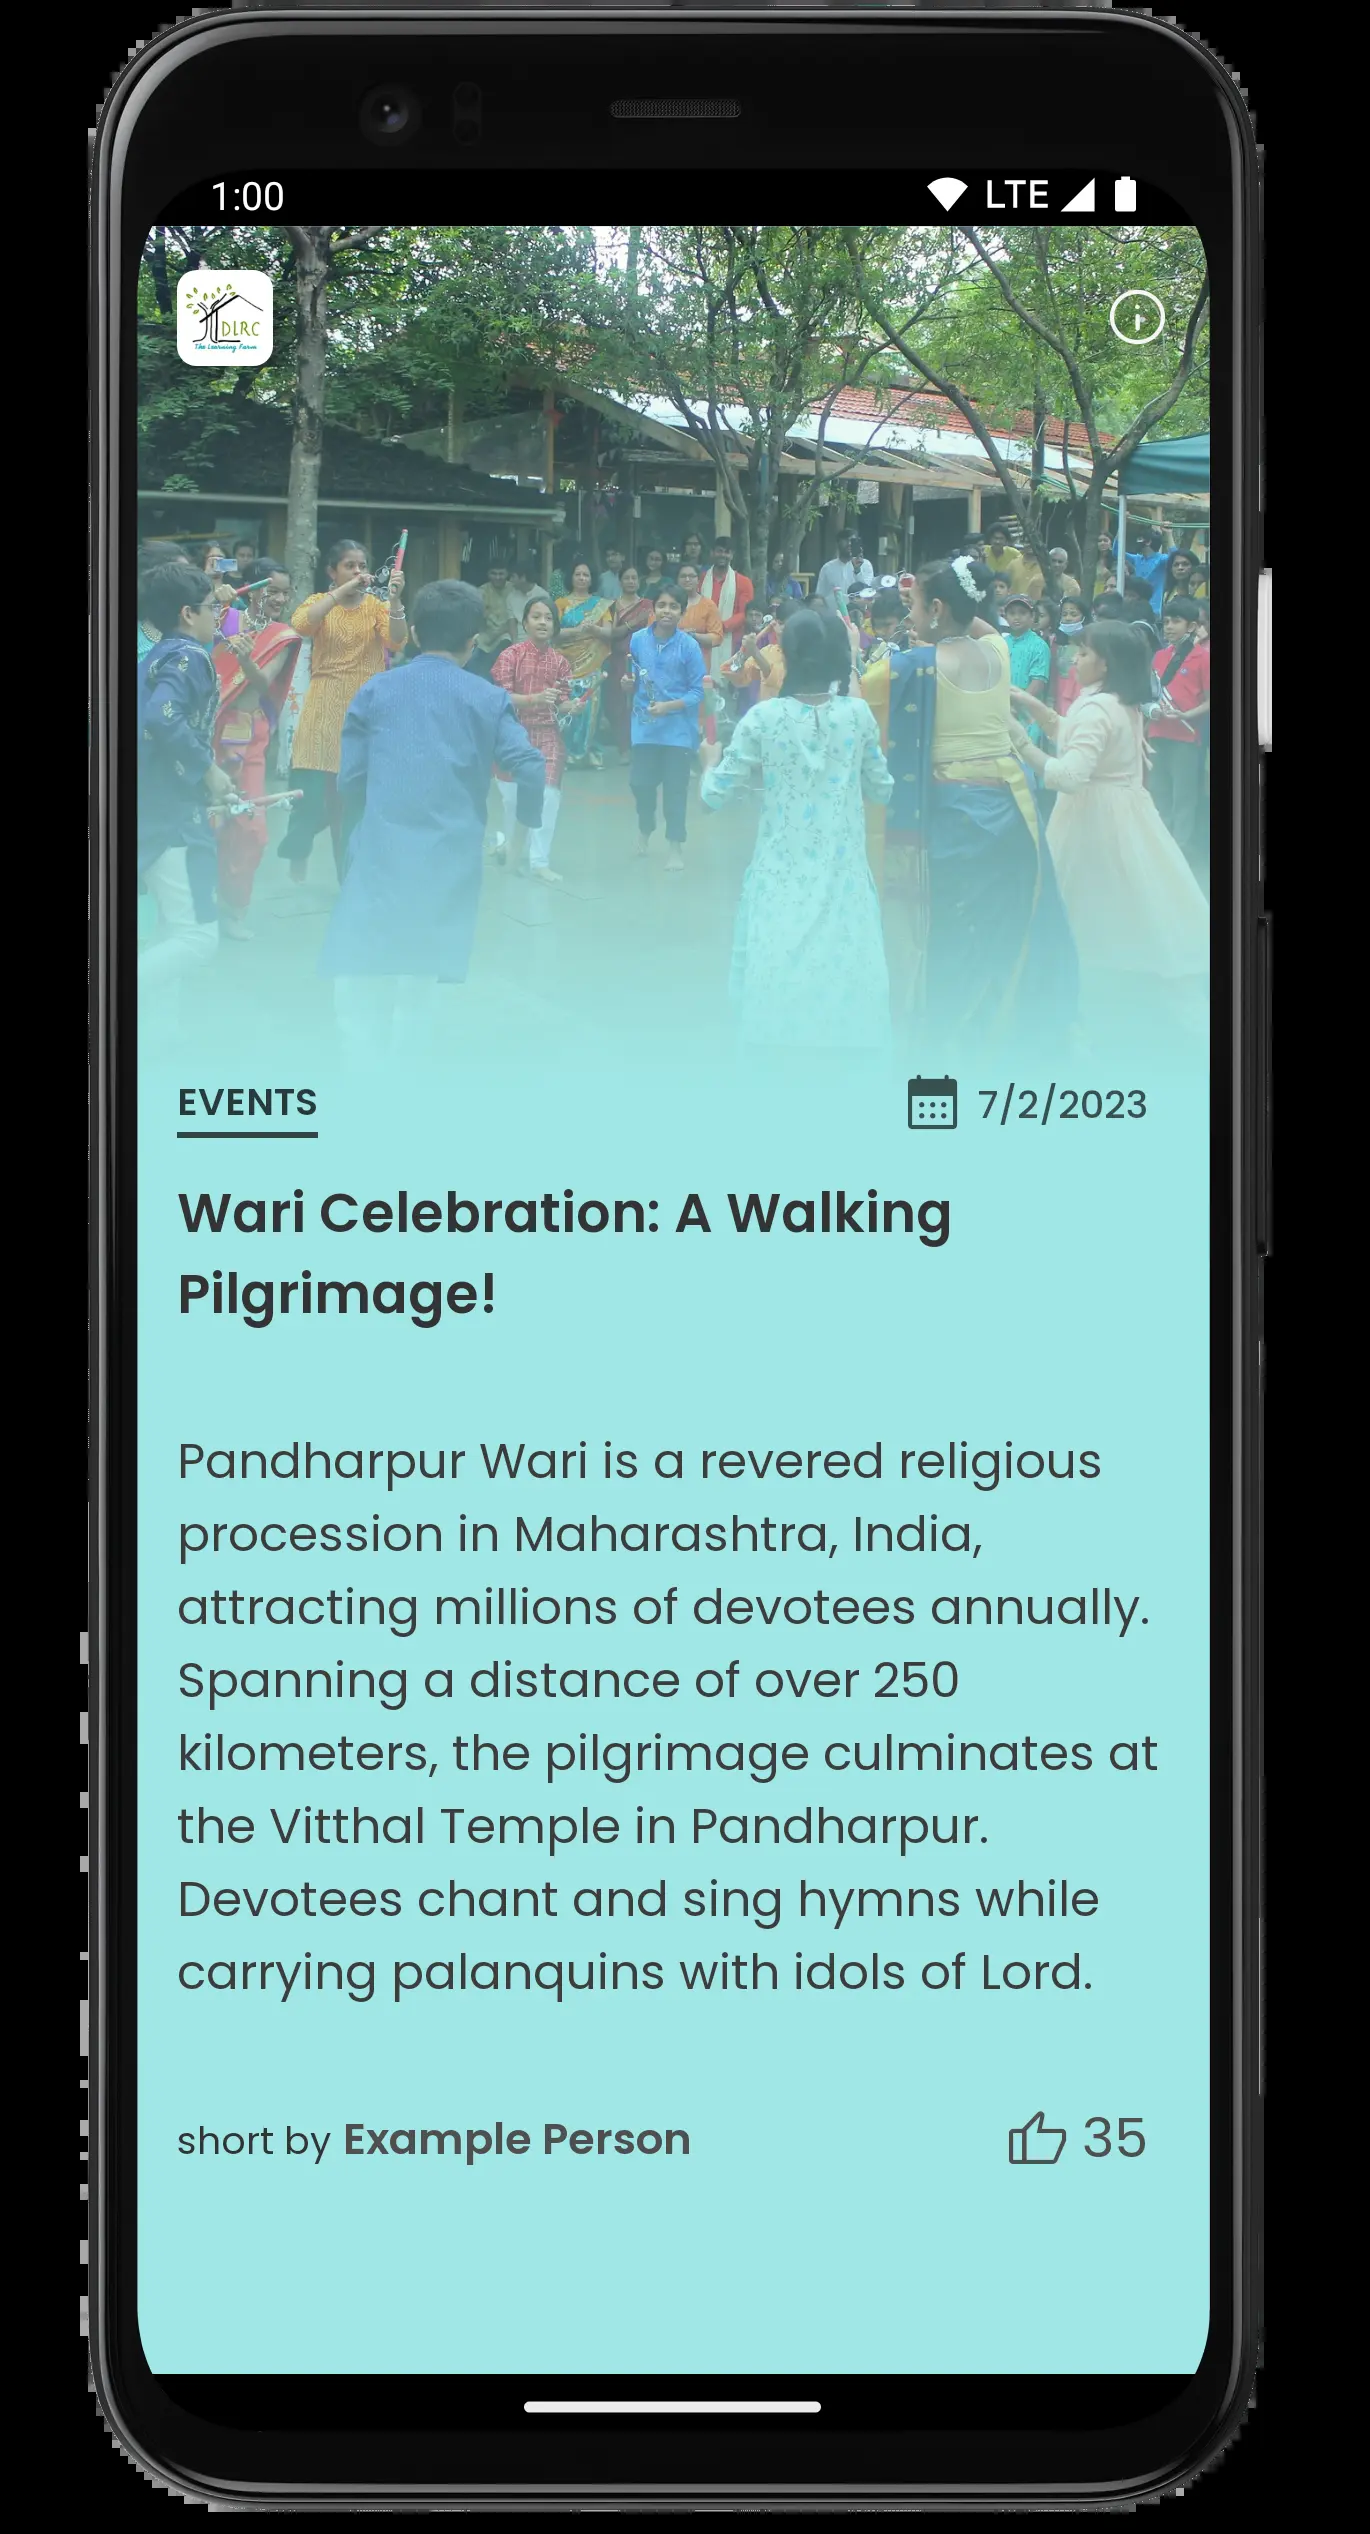 1:00 LTE
DLRC
The Learning Farm
EVENTS 7/2/2023
Wari Celebration: A Walking
Pilgrimage!
Pandharpur Wari is a revered religious
procession in Maharashtra, India,
attracting millions of devotees annually.
Spanning a distance of over 250
kilometers, the pilgrimage culminates at
the Vitthal Temple in Pandharpur.
Devotees chant and sing hymns while
carrying palanquins with idols of Lord.
short by Example Person 35